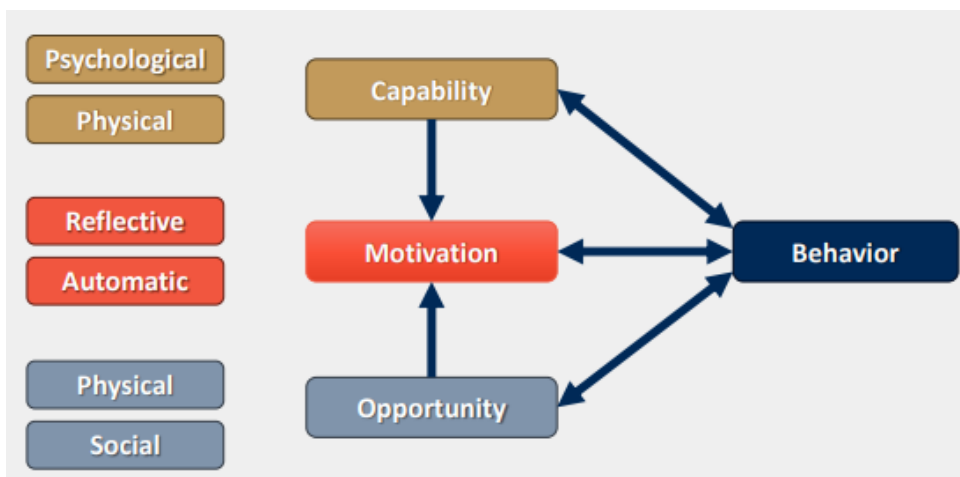 Psychological
Physical
Capability
Reflective
Automatic
Motivation
Behavior
Physical
Social
Opportunity